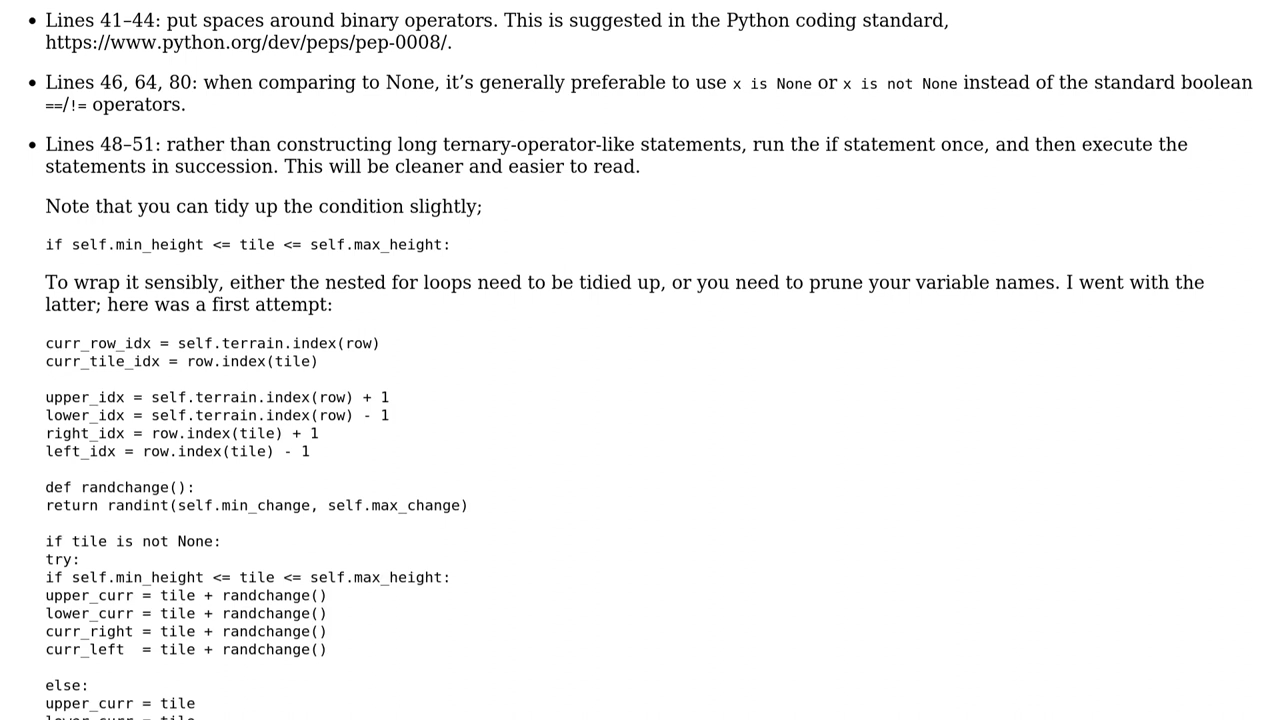 • Lines 41–44: put spaces around binary operators. This is suggested in the Python coding standard,
https://www.python.org/dev/peps/pep-0008/.
• Lines 46, 64, 80: when comparing to None, it’s generally preferable to use x is None or x is not None instead of the standard boolean
==/!= operators.
• Lines 48–51: rather than constructing long ternary-operator-like statements, run the if statement once, and then execute the
statements in succession. This will be cleaner and easier to read.
Note that you can tidy up the condition slightly;
if self.min_height <= tile <= self.max_height:
To wrap it sensibly, either the nested for loops need to be tidied up, or you need to prune your variable names. I went with the
latter; here was a first attempt:
curr_row_idx = self.terrain.index(row)
curr_tile_idx = row.index(tile)
upper_idx = self.terrain.index(row) + 1
lower_idx = self.terrain.index(row) - 1
right_idx = row.index(tile) + 1
left_idx = row.index(tile) - 1
def randchange():
return randint(self.min_change, self.max_change)
if tile is not None:
try:
if self.min_height <= tile <= self.max_height:
upper_curr = tile + randchange()
lower_curr = tile + randchange()
curr_right = tile + randchange()
curr_left  = tile + randchange()
else:
upper_curr = tile